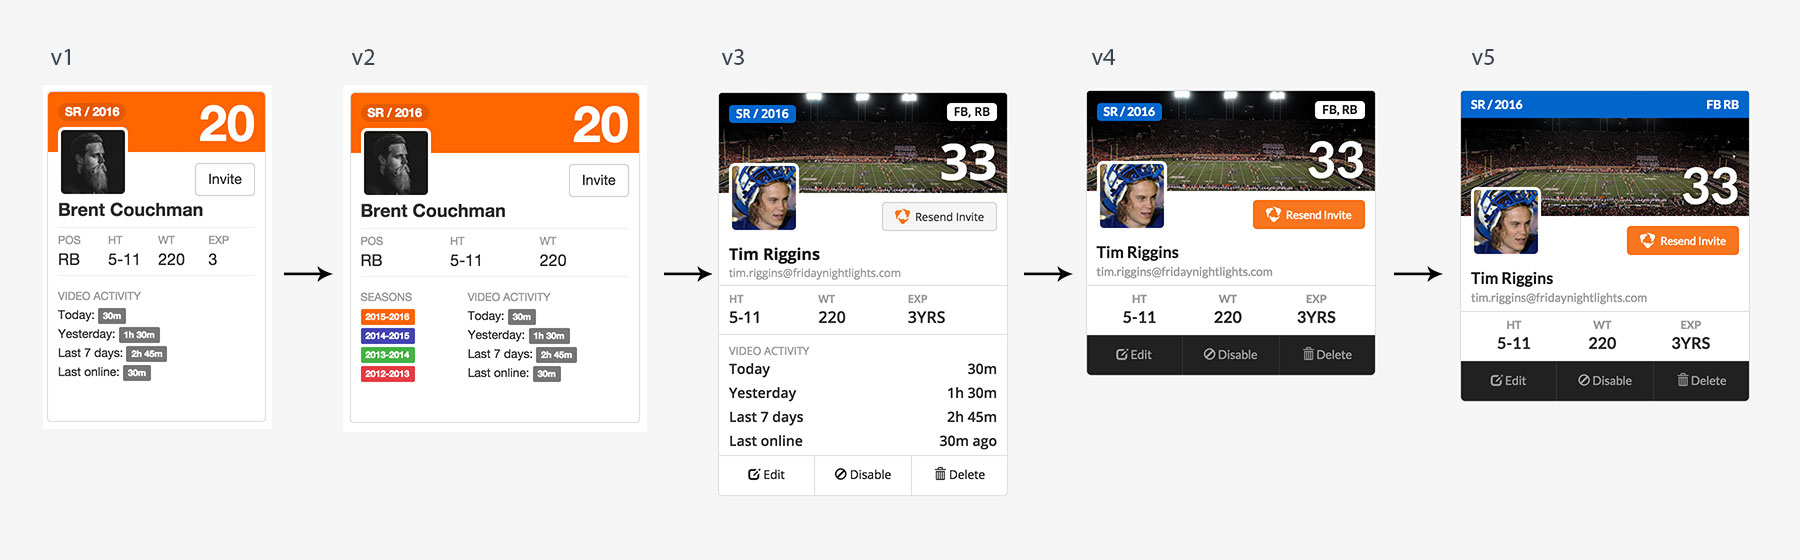 v1
SR / 2016
20
Invite
Brent Couchman
POS HT WT EXP
RB 5-11 220 3
VIDEO ACTIVITY
Today: 30m
Yesterday: 1h 30m
Last 7 days: 2h 45m
Last online: 30m
v2
SR / 2016
20
Invite
Brent Couchman
POS HT WT
RB 5-11 220
SEASONS
2015-2016
2014-2015
2013-2014
2012-2013
VIDEO ACTIVITY
Today: 30m
Yesterday: 1h 30m
Last 7 days: 2h 45m
Last online: 30m
v3
SR / 2016 FB, RB
33
Resend Invite
Tim Riggins
tim.riggins@fridaynightlights.com
HT WT EXP
5-11 220 3YRS
VIDEO ACTIVITY
Today 30m
Yesterday 1h 30m
Last 7 days 2h 45m
Last online 30m ago
Edit Disable Delete
v4
SR / 2016 FB, RB
33
Resend Invite
Tim Riggins
tim.riggins@fridaynightlights.com
HT WT EXP
5-11 220 3YRS
Edit Disable Delete
v5
SR / 2016 FB RB
33
Resend Invite
Tim Riggins
tim.riggins@fridaynightlights.com
HT WT EXP
5-11 220 3YRS
Edit Disable Delete